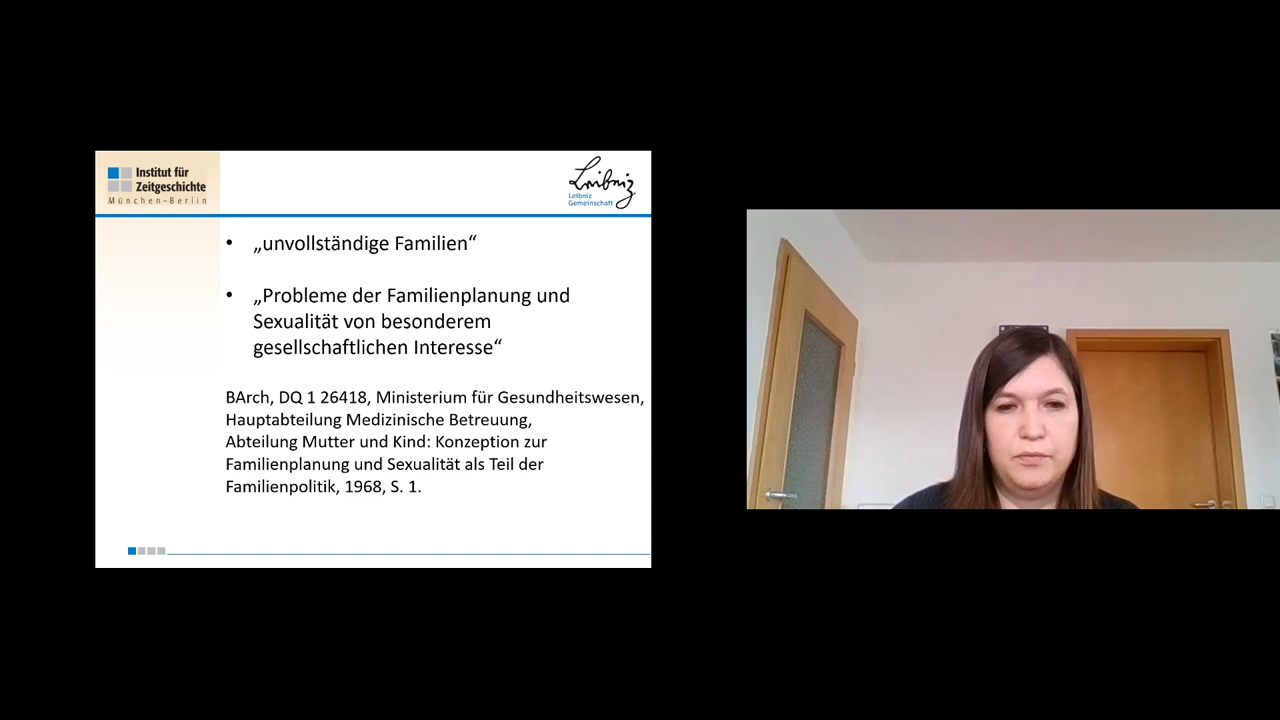 Institut für
Zeitgeschichte
München–Berlin
Leibniz
Leibniz
Gemeinschaft
• „unvollständige Familien“
• „Probleme der Familienplanung und
Sexualität von besonderem
gesellschaftlichen Interesse“
BArch, DQ 1 26418, Ministerium für Gesundheitswesen,
Hauptabteilung Medizinische Betreuung,
Abteilung Mutter und Kind: Konzeption zur
Familienplanung und Sexualität als Teil der
Familienpolitik, 1968, S. 1.